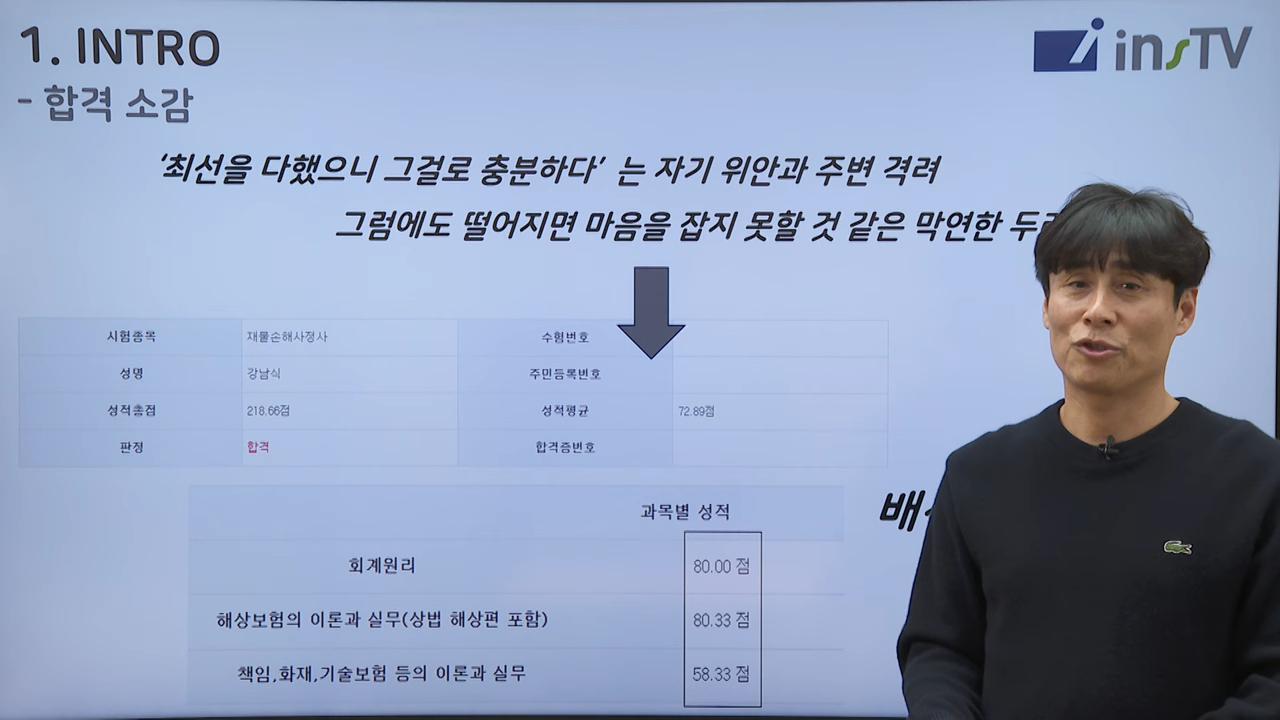 1. INTRO
insTV
- 합격 소감
‘최선을 다했으니 그걸로 충분하다’ 는 자기 위안과 주변 격려
그럼에도 떨어지면 마음을 잡지 못할 것 같은 막연한
시험종목 재물손해사정사 수험번호
성명 강남식 주민등록번호
성적총점 218.66점 성적평균 72.89점
판정 합격 합격증번호
과목별 성적
회계원리 80.00 점
해상보험의 이론과 실무(상법 해상편 포함) 80.33 점
책임,화재,기술보험 등의 이론과 실무 58.33 점